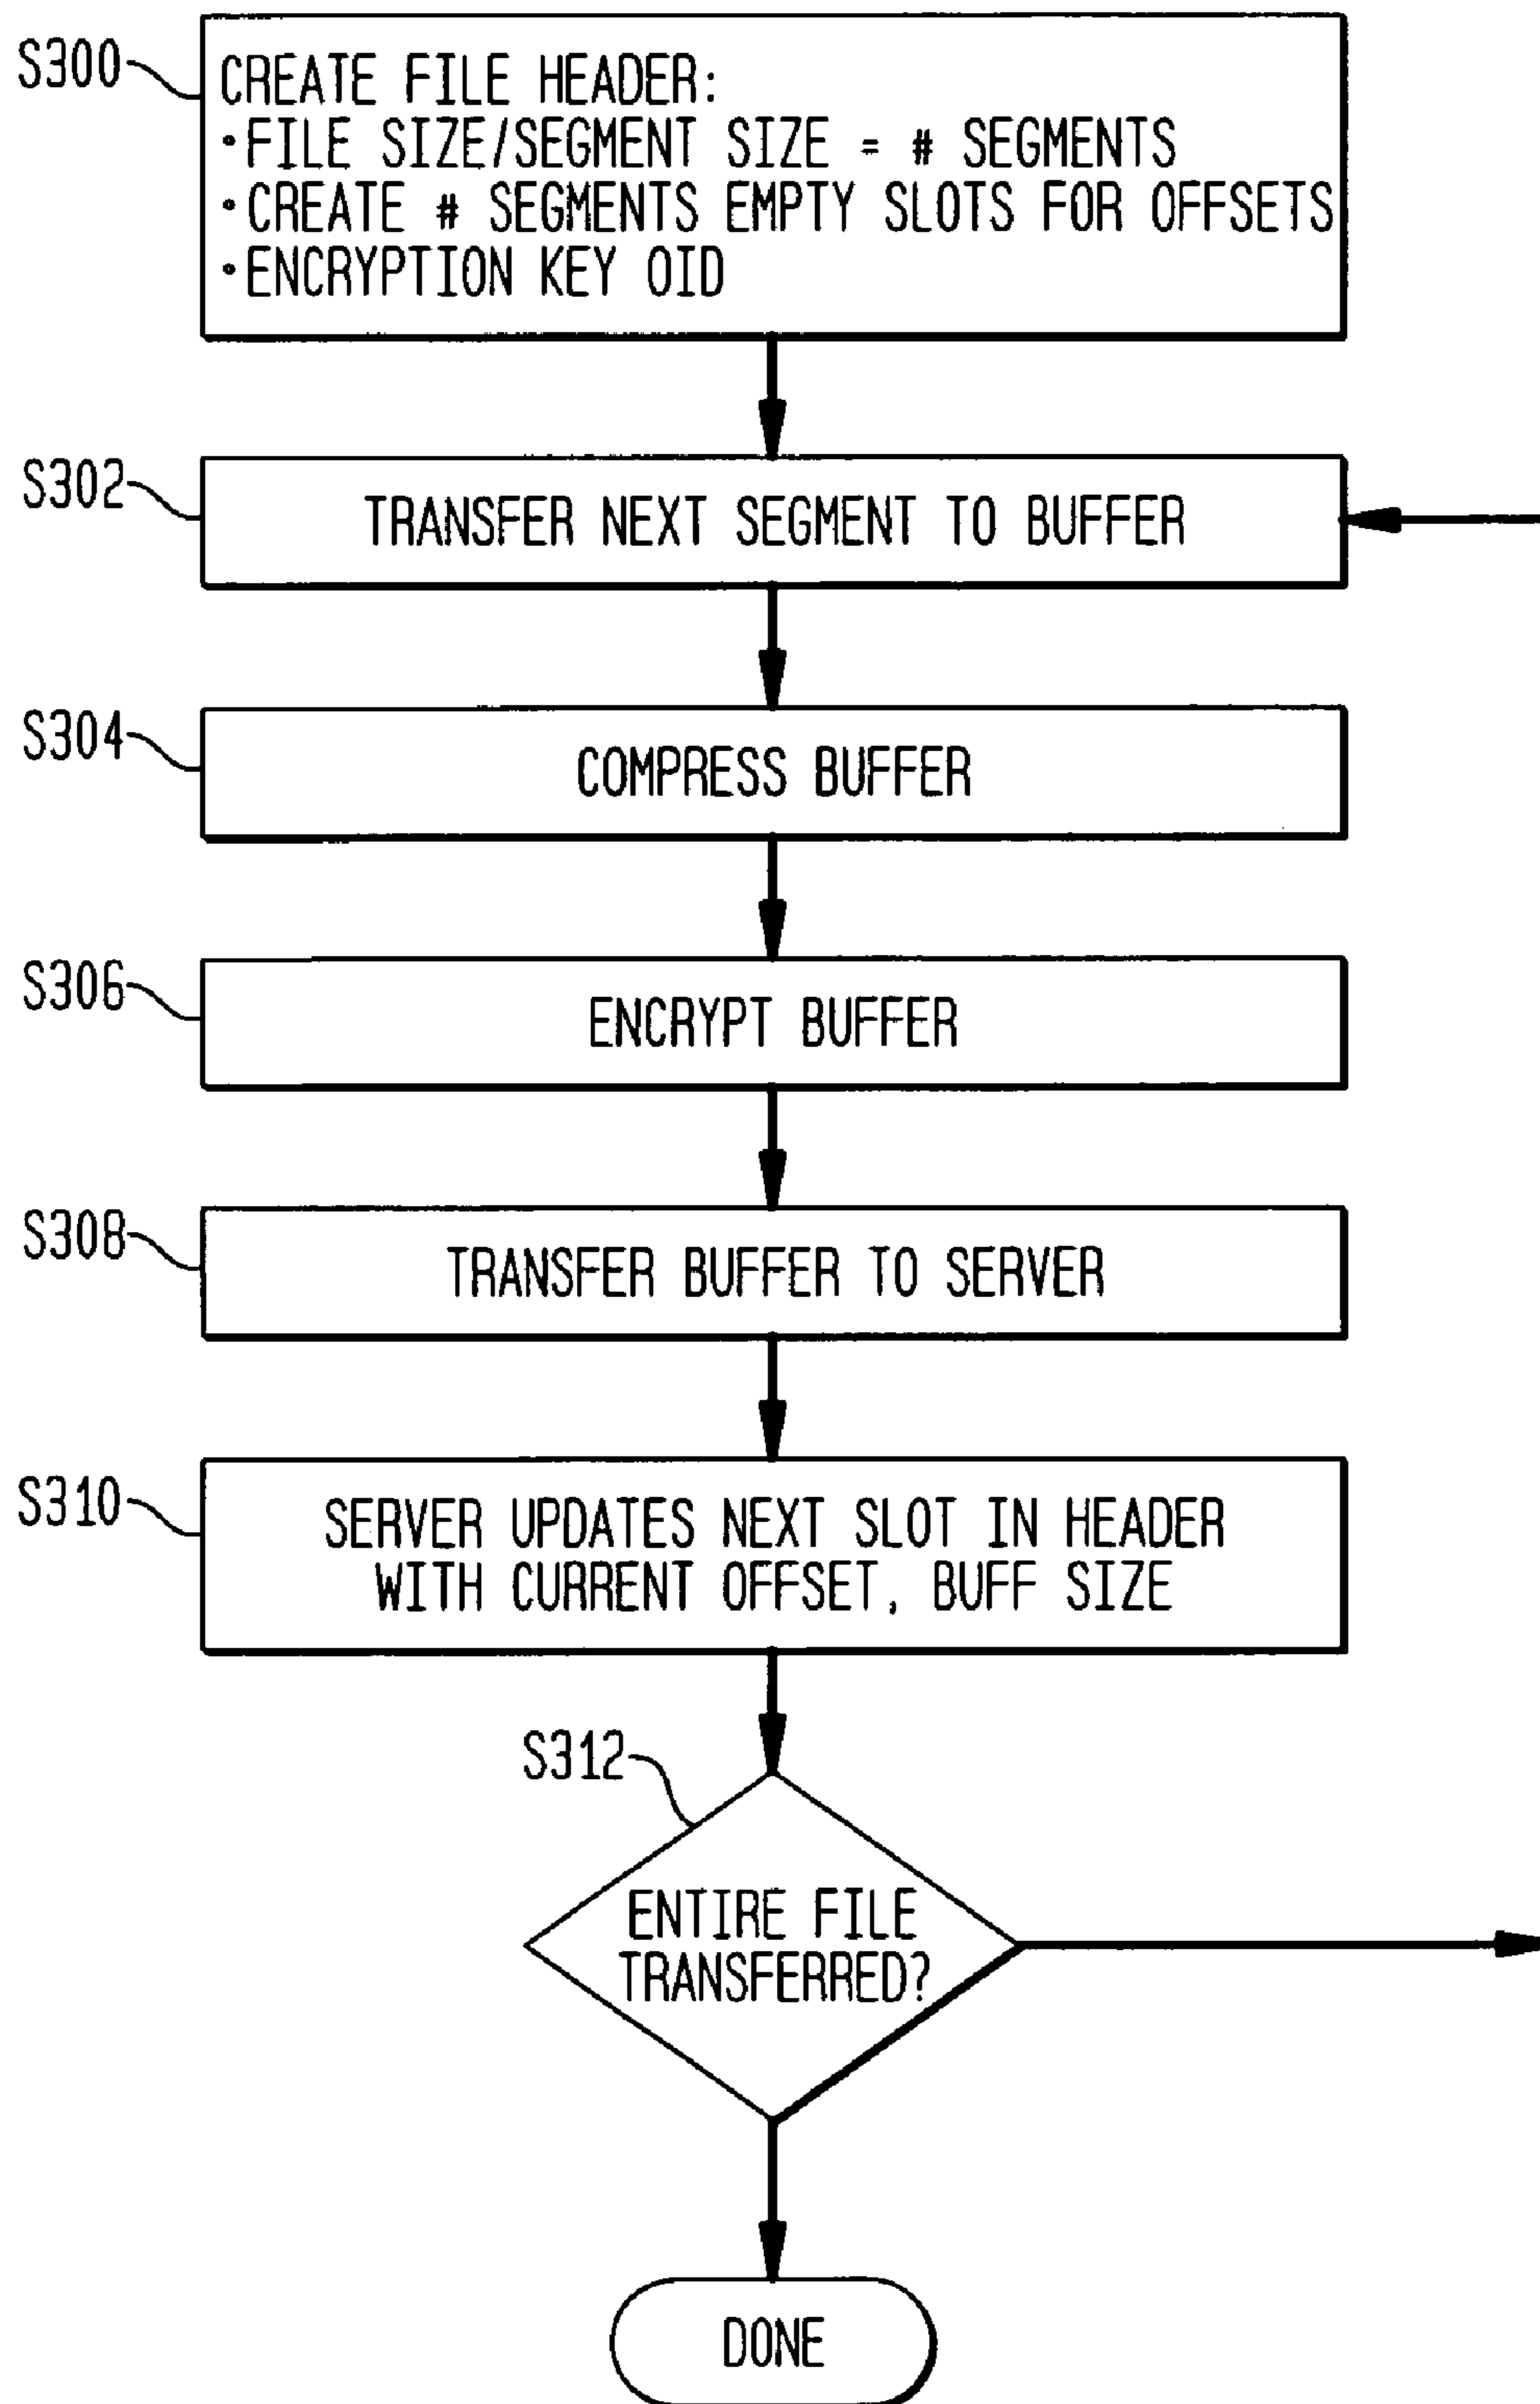 S300
CREATE FILE HEADER:
•FILE SIZE/SEGMENT SIZE = # SEGMENTS
•CREATE # SEGMENTS EMPTY SLOTS FOR OFFSETS
•ENCRYPTION KEY OID
S302
TRANSFER NEXT SEGMENT TO BUFFER
S304
COMPRESS BUFFER
S306
ENCRYPT BUFFER
S308
TRANSFER BUFFER TO SERVER
S310
SERVER UPDATES NEXT SLOT IN HEADER
WITH CURRENT OFFSET, BUFF SIZE
S312
ENTIRE FILE
TRANSFERRED?
DONE